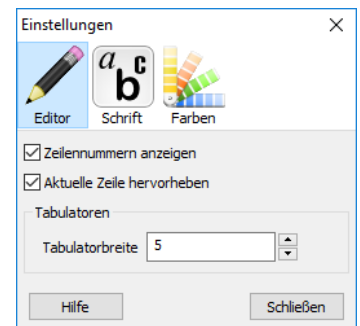 Einstellungen
a b c
Editor Schrift Farben
Zeilennummern anzeigen
Aktuelle Zeile hervorheben
Tabulatoren
Tabulatorbreite 5
Hilfe Schließen